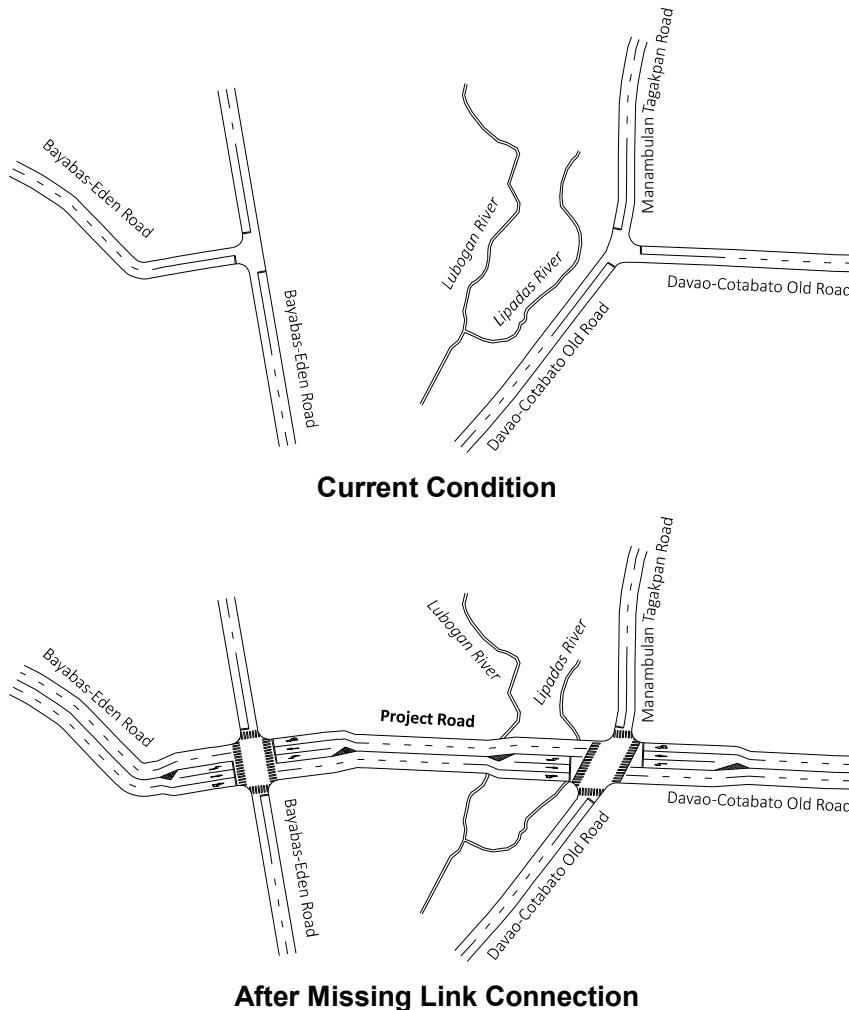 Manambulan Tagakpan Road
Bayabas-Eden Road
Lubogan River
Lipadas River
Davao-Cotabato Old Road
Bayabas-Eden Road
Davao-Cotabato Old Road
Current Condition
Manambulan Tagakpan Road
Lubogan River
Lipadas River
Bayabas-Eden Road
Project Road
Davao-Cotabato Old Road
Bayabas-Eden Road
Davao-Cotabato Old Road
After Missing Link Connection